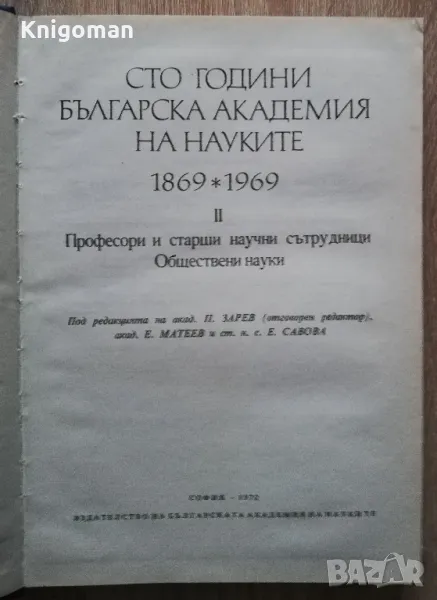 Knigoman
СТО ГОДИНИ
БЪЛГАРСКА АКАДЕМИЯ
НА НАУКИТЕ
1869*1969
II
Професори и старши научни сътрудници
Обществени науки
Под редакцията на акад. П. ЗАРЕВ (отговорен редактор),
акад. Е. МАТЕЕВ и ст. н. с. Е. САВОВА
СОФИЯ - 1972
ИЗДАТЕЛСТВО НА БЪЛГАРСКАТА АКАДЕМИЯ НА НАУКИТЕ
BAZAR